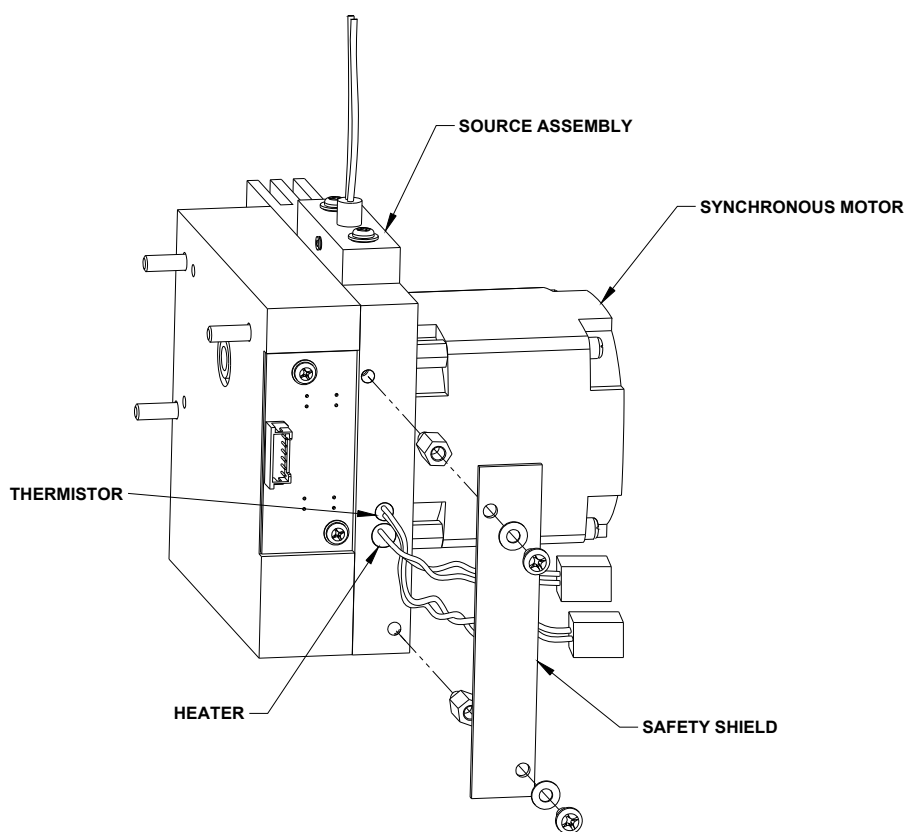 SOURCE ASSEMBLY
SYNCHRONOUS MOTOR
THERMISTOR
HEATER
SAFETY SHIELD